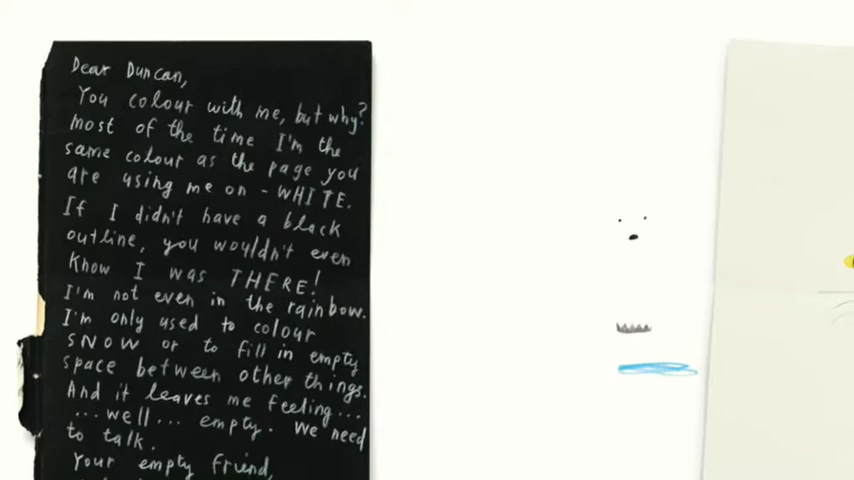 Dear Duncan,
You colour with me, but why?
most of the time I'm the
same colour as the page you
are using me on - WHITE.
If I didn't have a black
outline, you wouldn't even
know I was THERE!
I'm not even in the rainbow.
I'm only used to colour
SNOW or to fill in empty
space between other things.
And it leaves me feeling...
...well... empty. We need
to talk.
Your empty friend,